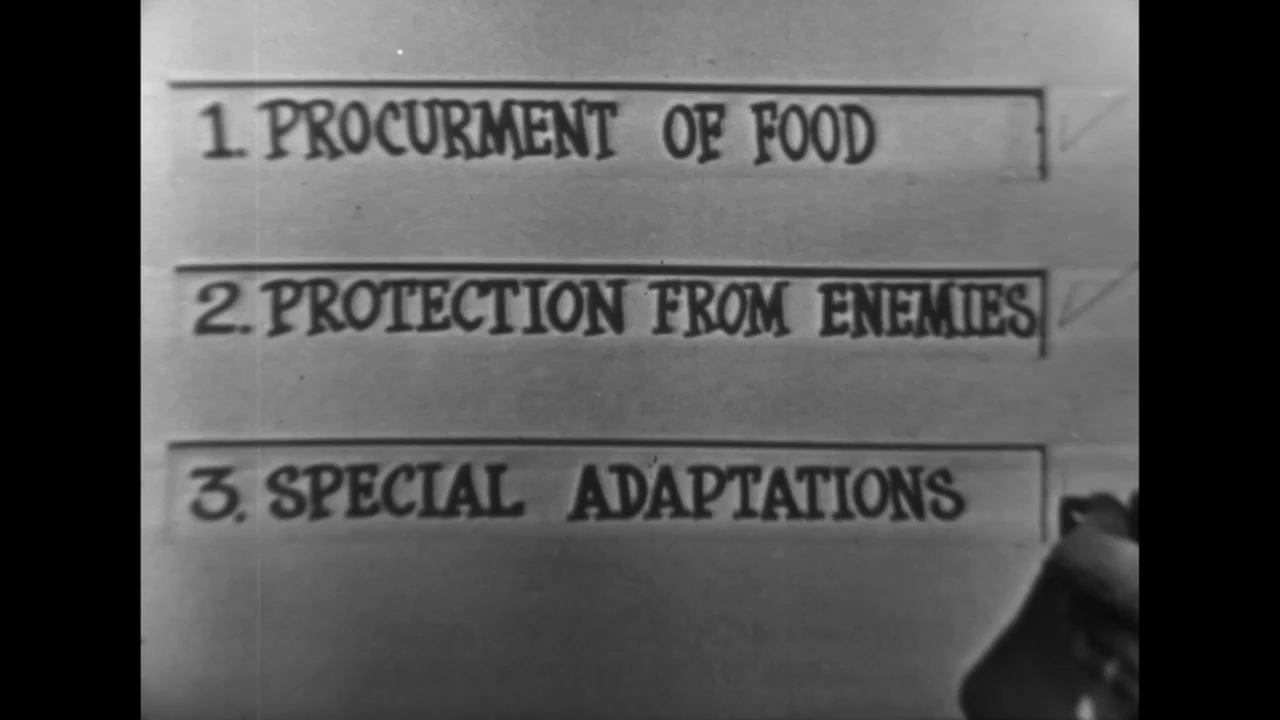 1. PROCURMENT OF FOOD
2. PROTECTION FROM ENEMIES
3. SPECIAL ADAPTATIONS